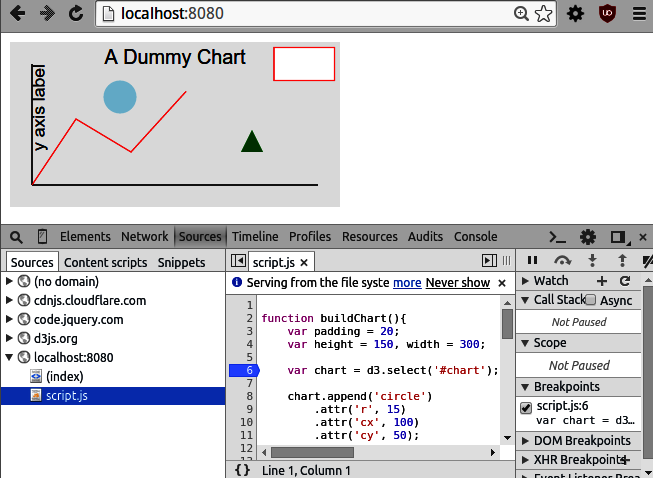 localhost:8080
A Dummy Chart
y axis label
Elements Network Sources Timeline Profiles Resources Audits Console
Sources Content scripts Snippets
(no domain)
cdnjs.cloudflare.com
code.jquery.com
d3js.org
localhost:8080
(index)
script.js
script.js ×
Serving from the file syste more Never show ×
1
2 function buildChart(){
3 var padding = 20;
4 var height = 150, width = 300;
5
6 var chart = d3.select('#chart');
7
8 chart.append('circle')
9 .attr('r', 15)
10 .attr('cx', 100)
11 .attr('cy', 50);
12
{} Line 1, Column 1
Watch
Call Stack Async
Not Paused
Scope
Not Paused
Breakpoints
script.js:6
var chart = d3…
DOM Breakpoints
XHR Breakpoints
Event Listener Brea